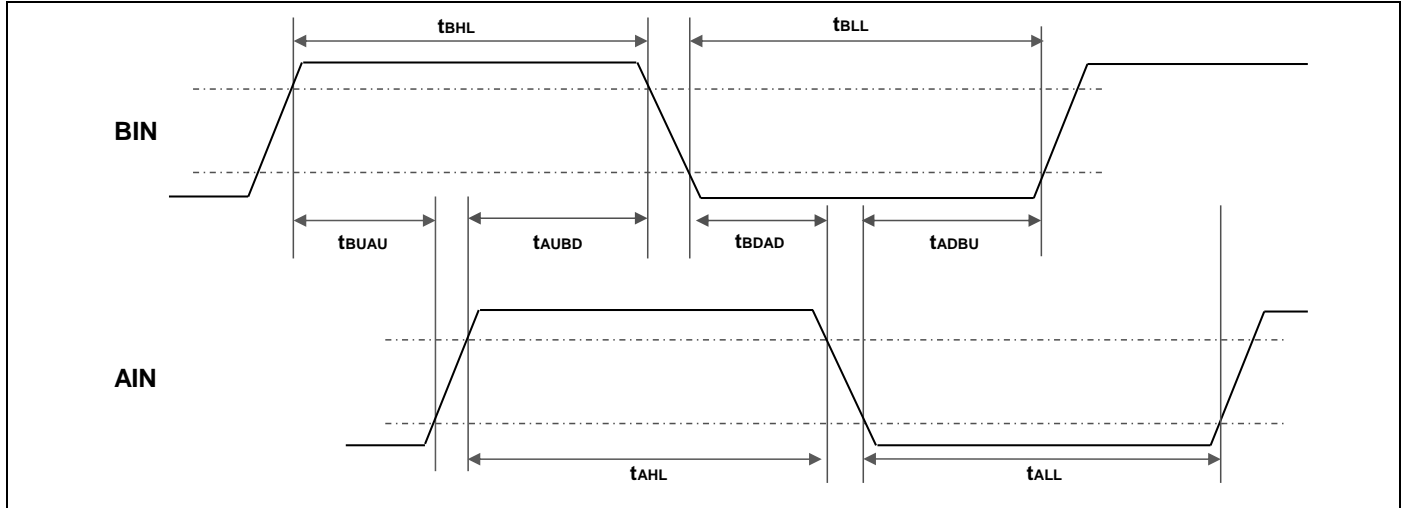 tBHL tBLL
BIN
tBUAU tAUBD tBDAD tADBU
AIN
tAHL tALL